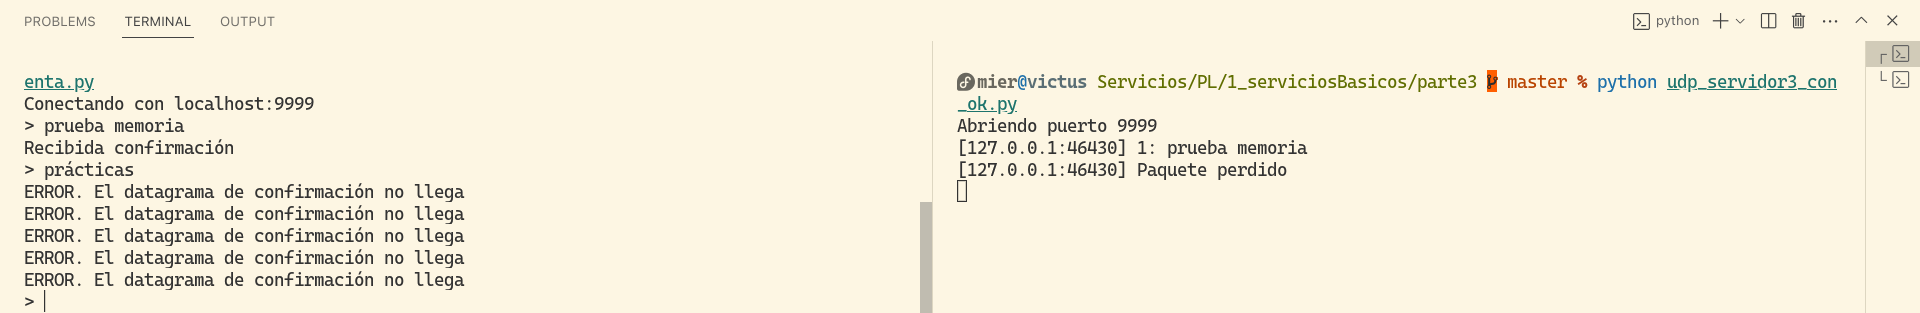 PROBLEMS TERMINAL OUTPUT
python
enta.py
Conectando con localhost:9999
> prueba memoria
Recibida confirmación
> prácticas
ERROR. El datagrama de confirmación no llega
ERROR. El datagrama de confirmación no llega
ERROR. El datagrama de confirmación no llega
ERROR. El datagrama de confirmación no llega
ERROR. El datagrama de confirmación no llega
>
mier@victus Servicios/PL/1_serviciosBasicos/parte3 master % python udp_servidor3_con
_ok.py
Abriendo puerto 9999
[127.0.0.1:46430] 1: prueba memoria
[127.0.0.1:46430] Paquete perdido